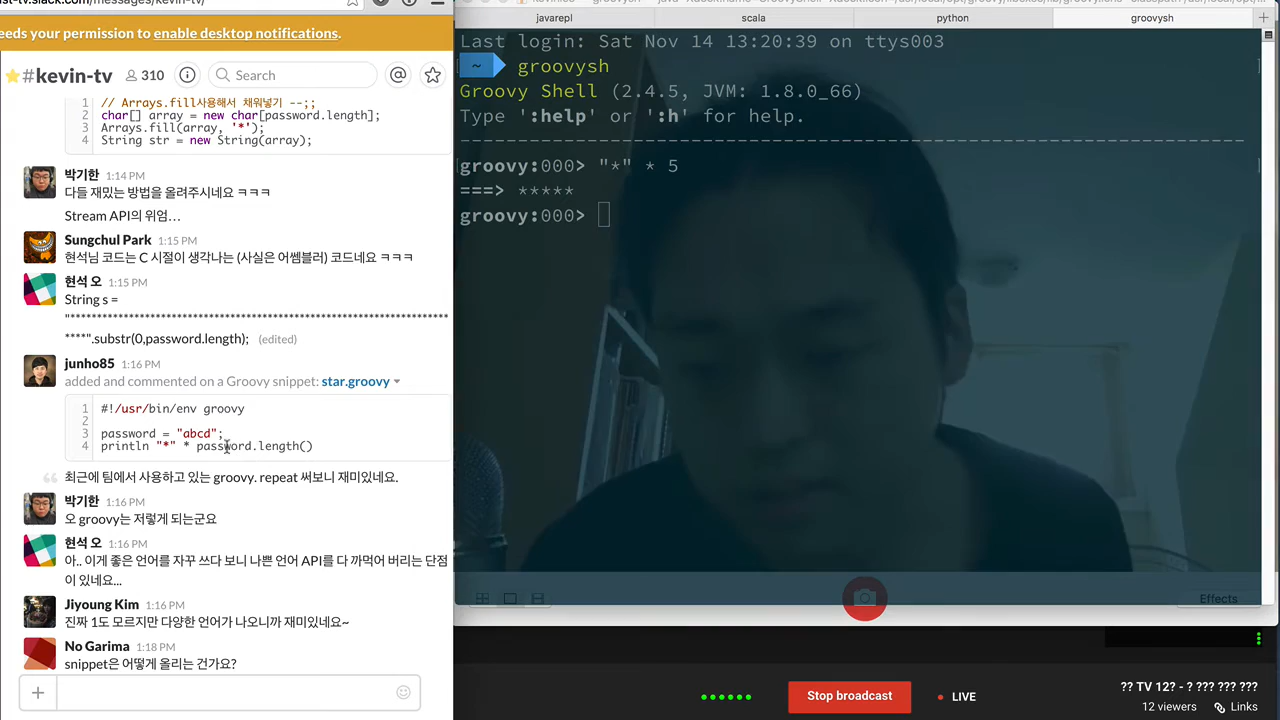 st-tv.slack.com/messages/kevin-tv/
eeds your permission to enable desktop notifications.
#kevin-tv
310
Search
1 // Arrays.fill사용해서 채워넣기 --;;
2 char[] array = new char[password.length];
3 Arrays.fill(array, '*');
4 String str = new String(array);
박기한 1:14 PM
다들 재밌는 방법을 올려주시네요 ㅋㅋㅋ
Stream API의 위엄…
Sungchul Park 1:15 PM
현석님 코드는 C 시절이 생각나는 (사실은 어쎔블러) 코드네요 ㅋㅋㅋ
현석 오 1:15 PM
String s =
****".substr(0,password.length); (edited)
junho85 1:16 PM
added and commented on a Groovy snippet: star.groovy
1 #!/usr/bin/env groovy
2
3 password = "abcd";
4 println "*" * password.length()
최근에 팀에서 사용하고 있는 groovy. repeat 써보니 재미있네요.
박기한 1:16 PM
오 groovy는 저렇게 되는군요
현석 오 1:16 PM
아.. 이게 좋은 언어를 자꾸 쓰다 보니 나쁜 언어 API를 다 까먹어 버리는 단점
이 있네요...
Jiyoung Kim 1:16 PM
진짜 1도 모르지만 다양한 언어가 나오니까 재미있네요~
No Garima 1:18 PM
snippet은 어떻게 올리는 건가요?
javarepl scala python groovysh
Last login: Sat Nov 14 13:20:39 on ttys003
~ groovysh
Groovy Shell (2.4.5, JVM: 1.8.0_66)
Type ':help' or ':h' for help.
groovy:000> "*" * 5
===> *****
groovy:000>
Effects
Stop broadcast
LIVE
?? TV 12? - ? ??? ??? ???
12 viewers
Links